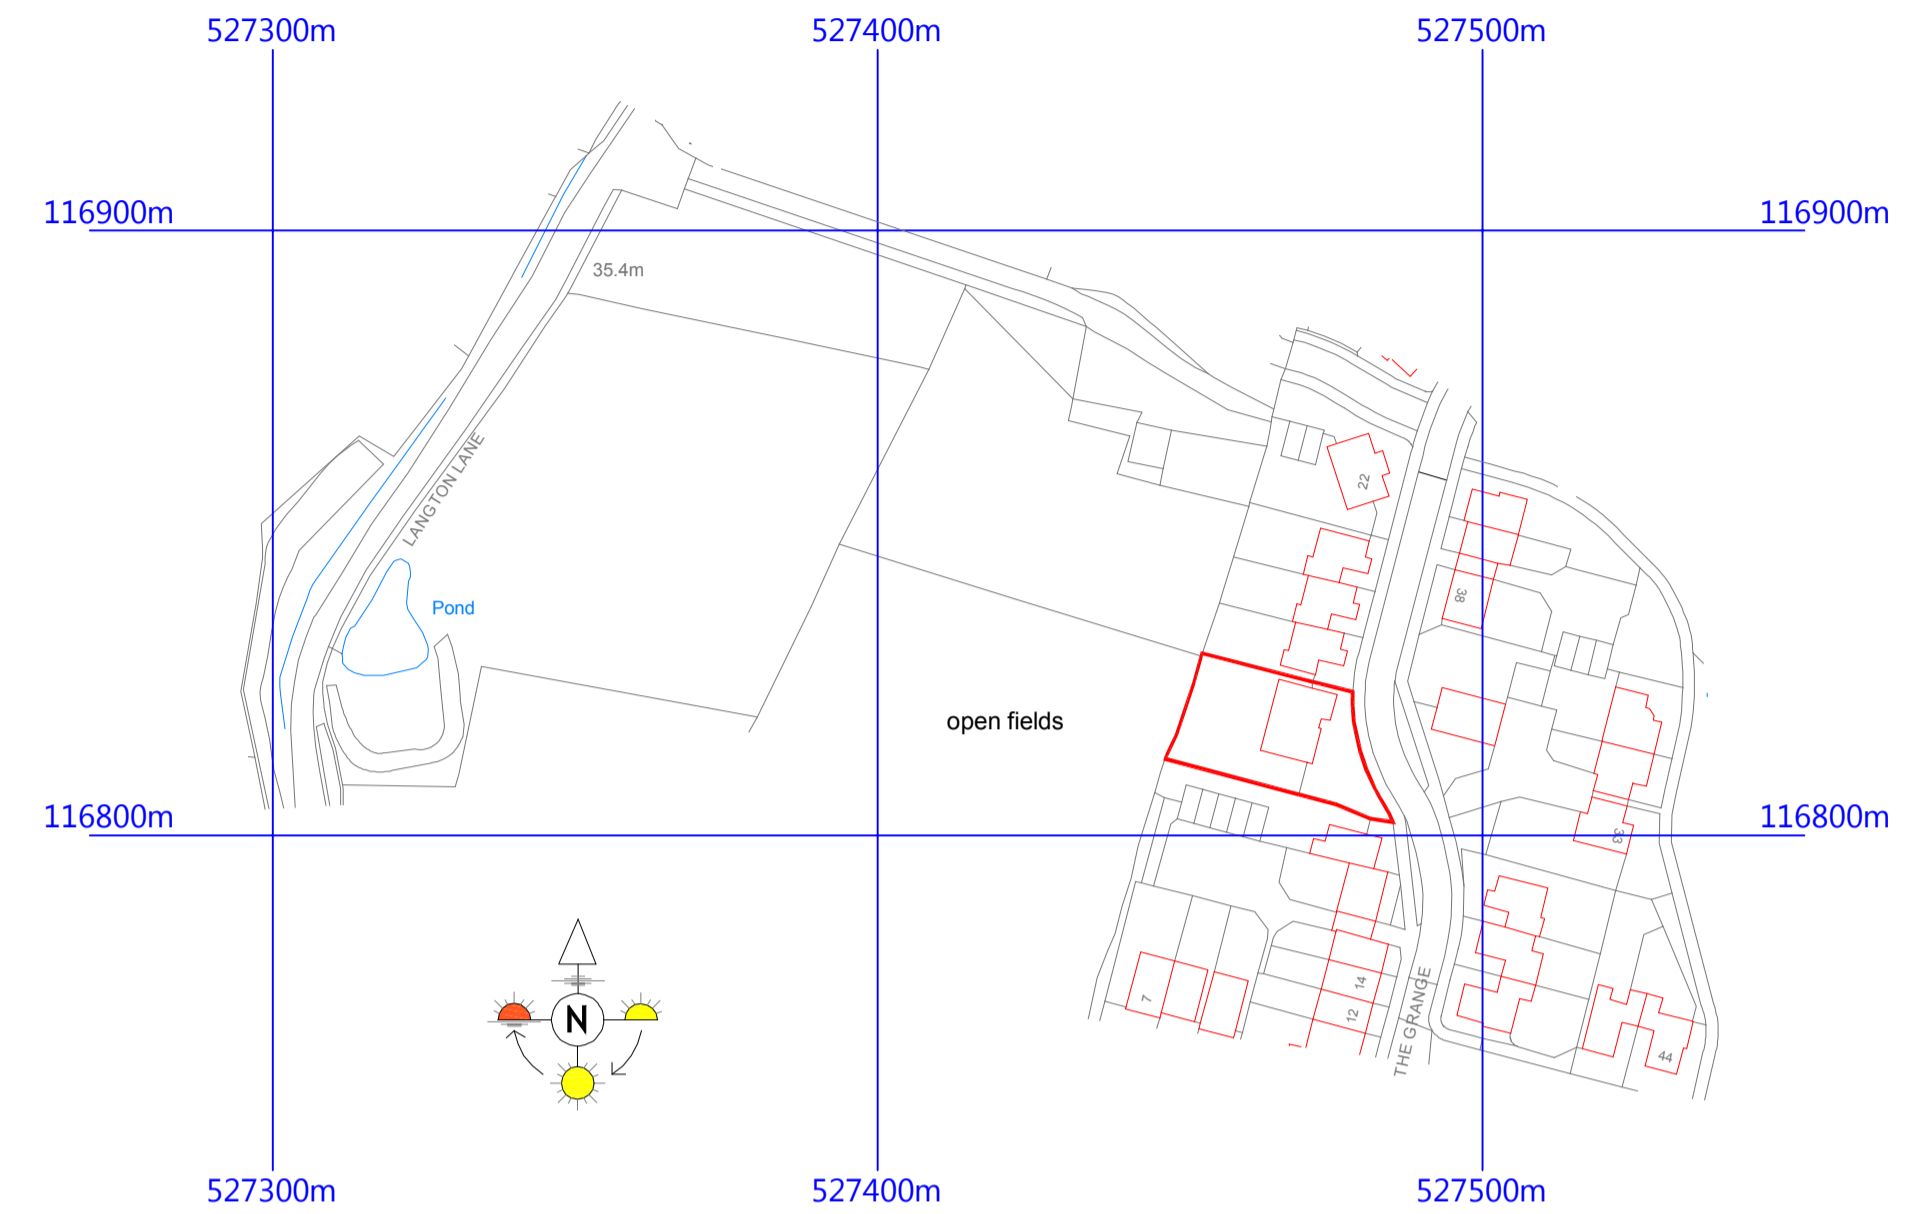 527300m
527400m
527500m
116900m
116900m
35.4m
LANGTON LANE
22
38
Pond
open fields
116800m
116800m
33
7
14
12
THE GRANGE
44
N
527300m
527400m
527500m